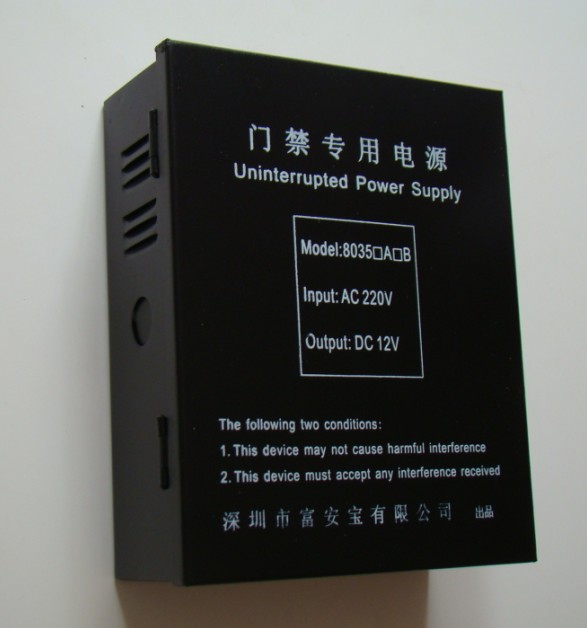 门禁专用电源
Uninterrupted Power Supply
Model:8035□A□B
Input: AC 220V
Output: DC 12V
The following two conditions:
1. This device may not cause harmful interference
2. This device must accept any interference received
深圳市富安宝有限公司 出品